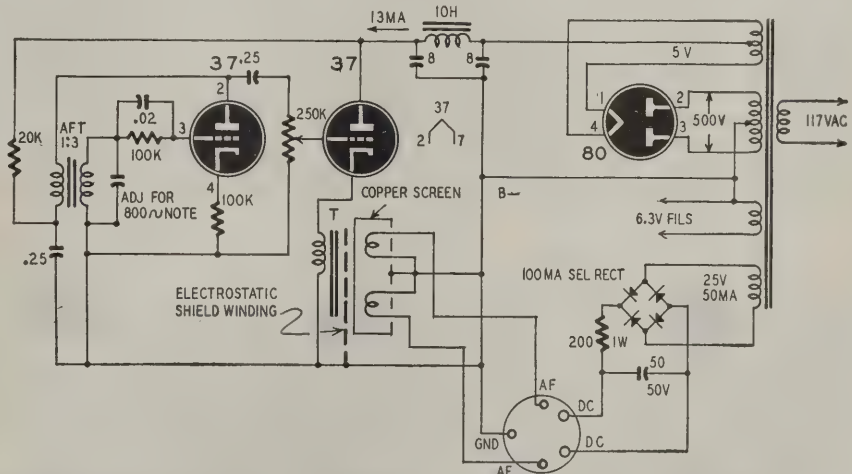 13MA
10H
37
.25
37
8
8
5 V
1
2
4
3
500V
80
117VAC
20K
AFT
1:3
.02
100K
3
2
250K
37
2
7
4
100K
ADJ FOR
800~NOTE
COPPER SCREEN
T
B-
6.3V FILS
.25
ELECTROSTATIC
SHIELD WINDING
100MA SEL RECT
25V
50MA
200
1W
50
50V
AF
DC
GND
DC
AF